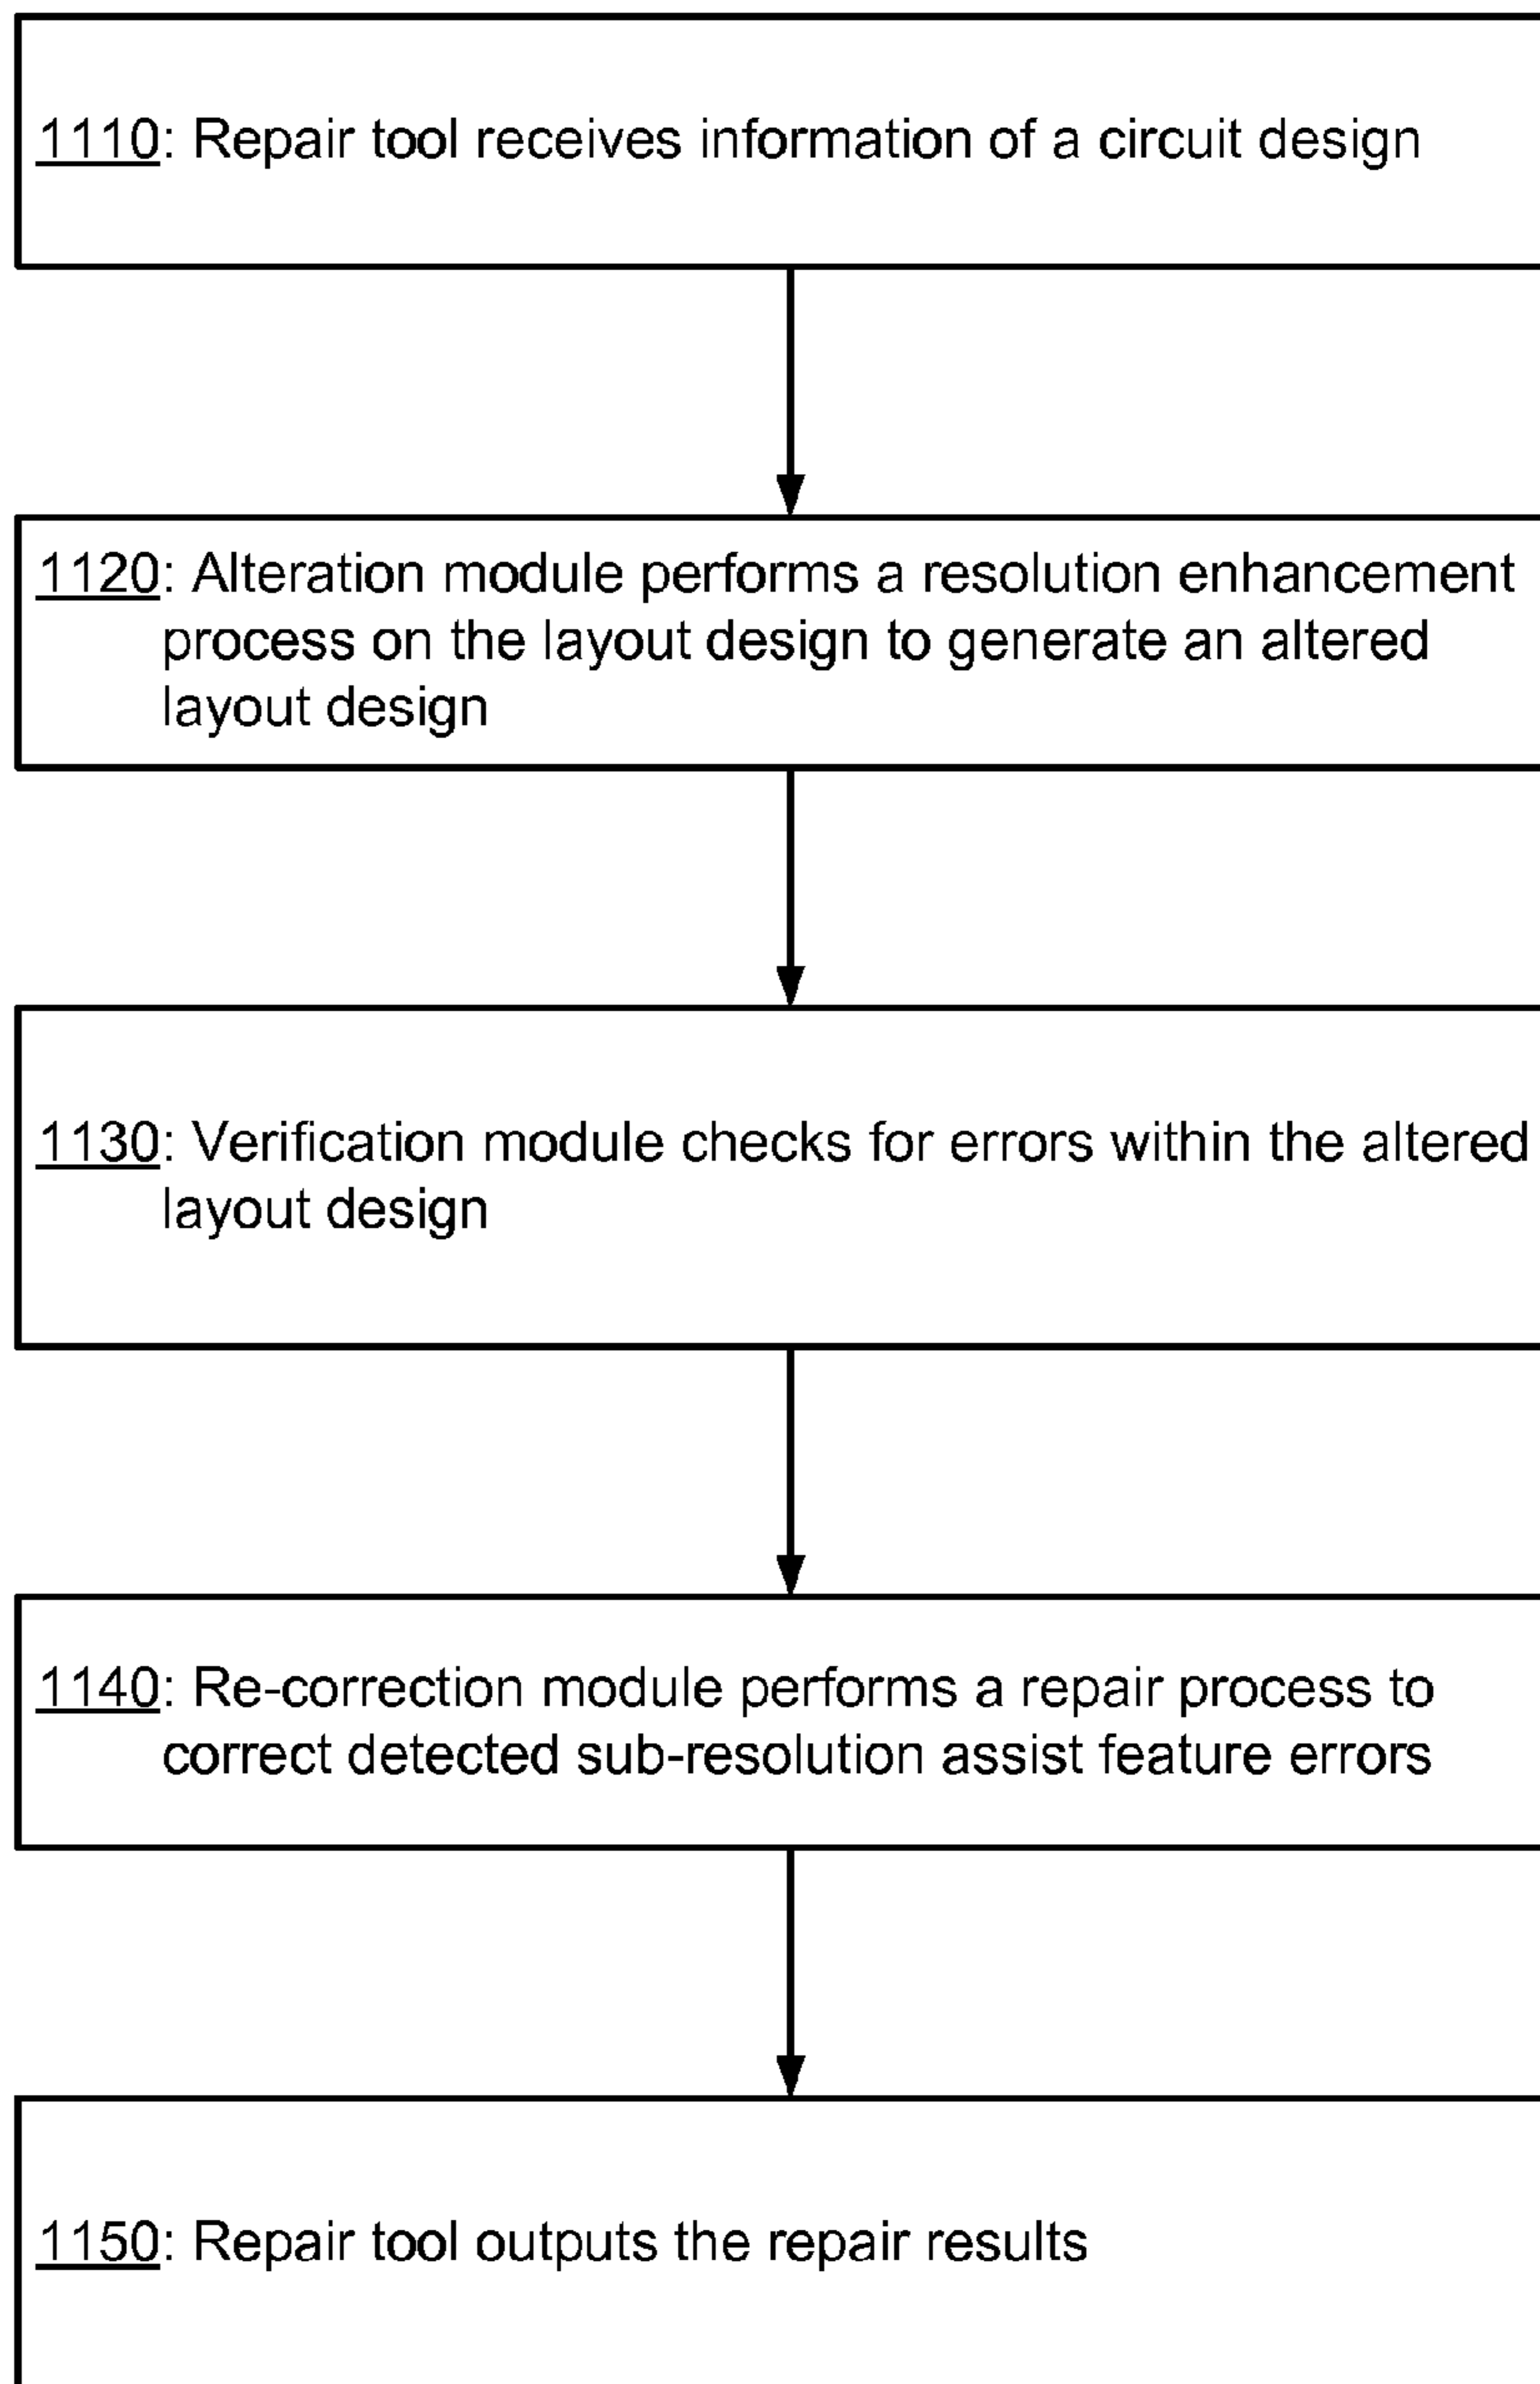 1110: Repair tool receives information of a circuit design
1120: Alteration module performs a resolution enhancement
process on the layout design to generate an altered
layout design
1130: Verification module checks for errors within the altered
layout design
1140: Re-correction module performs a repair process to
correct detected sub-resolution assist feature errors
1150: Repair tool outputs the repair results